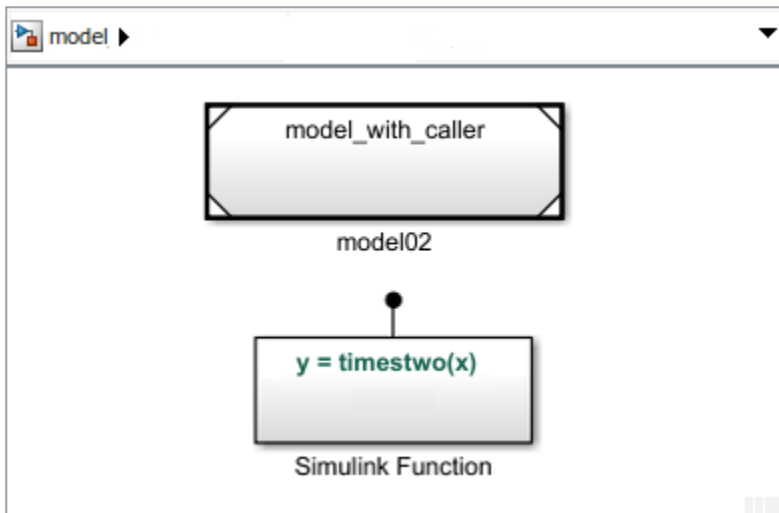 model
model_with_caller
model02
y = timestwo(x)
Simulink Function